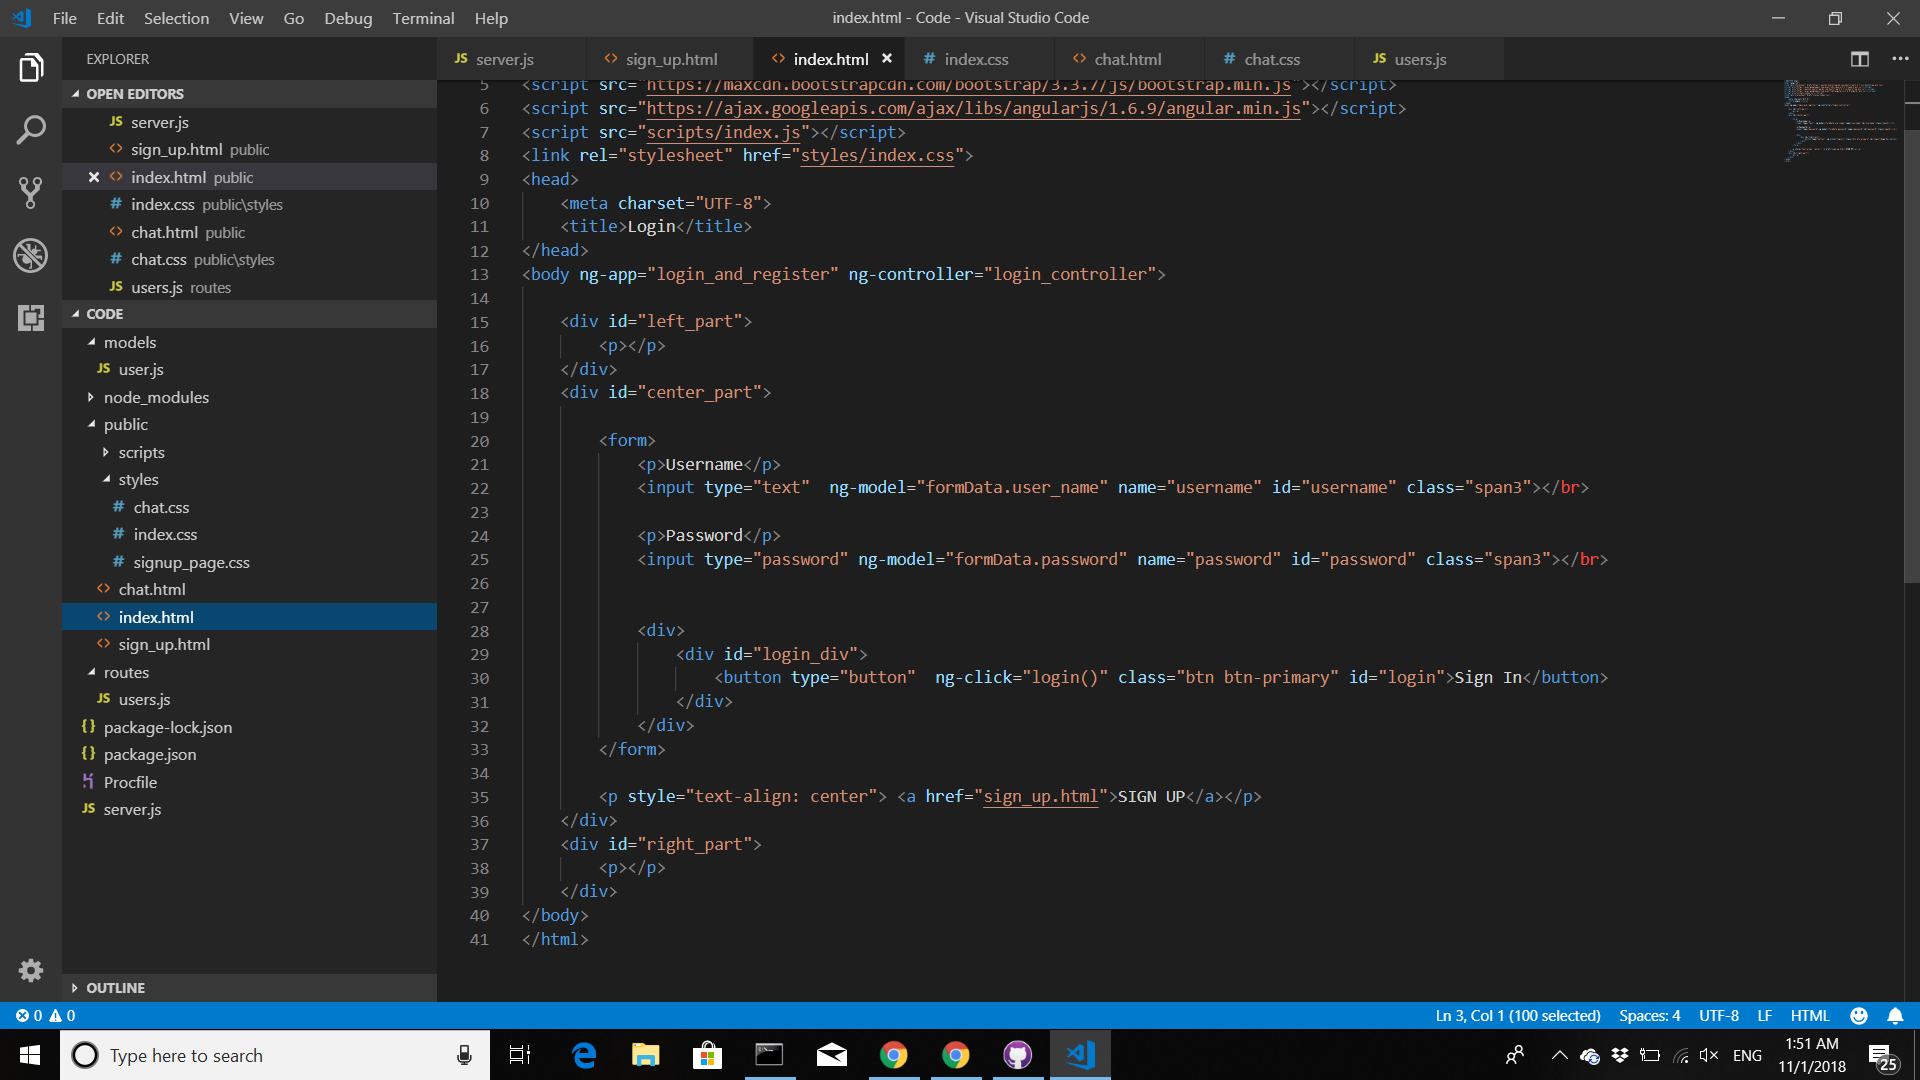 File Edit Selection View Go Debug Terminal Help
index.html - Code - Visual Studio Code
EXPLORER
OPEN EDITORS
JS server.js
<> sign_up.html public
× <> index.html public
# index.css public\styles
<> chat.html public
# chat.css public\styles
JS users.js routes
CODE
models
JS user.js
node_modules
public
scripts
styles
# chat.css
# index.css
# signup_page.css
<> chat.html
<> index.html
<> sign_up.html
routes
JS users.js
{} package-lock.json
{} package.json
Procfile
JS server.js
OUTLINE
JS server.js <> sign_up.html <> index.html × # index.css <> chat.html # chat.css JS users.js
5 <script src="https://maxcdn.bootstrapcdn.com/bootstrap/3.3.7/js/bootstrap.min.js"></script>
6 <script src="https://ajax.googleapis.com/ajax/libs/angularjs/1.6.9/angular.min.js"></script>
7 <script src="scripts/index.js"></script>
8 <link rel="stylesheet" href="styles/index.css">
9 <head>
10 <meta charset="UTF-8">
11 <title>Login</title>
12 </head>
13 <body ng-app="login_and_register" ng-controller="login_controller">
14
15 <div id="left_part">
16 <p></p>
17 </div>
18 <div id="center_part">
19
20 <form>
21 <p>Username</p>
22 <input type="text"  ng-model="formData.user_name" name="username" id="username" class="span3"></br>
23
24 <p>Password</p>
25 <input type="password" ng-model="formData.password" name="password" id="password" class="span3"></br>
26
27
28 <div>
29 <div id="login_div">
30 <button type="button"  ng-click="login()" class="btn btn-primary" id="login">Sign In</button>
31 </div>
32 </div>
33 </form>
34
35 <p style="text-align: center"> <a href="sign_up.html">SIGN UP</a></p>
36 </div>
37 <div id="right_part">
38 <p></p>
39 </div>
40 </body>
41 </html>
0 0
Ln 3, Col 1 (100 selected) Spaces: 4 UTF-8 LF HTML
Type here to search
ENG
1:51 AM
11/1/2018
25